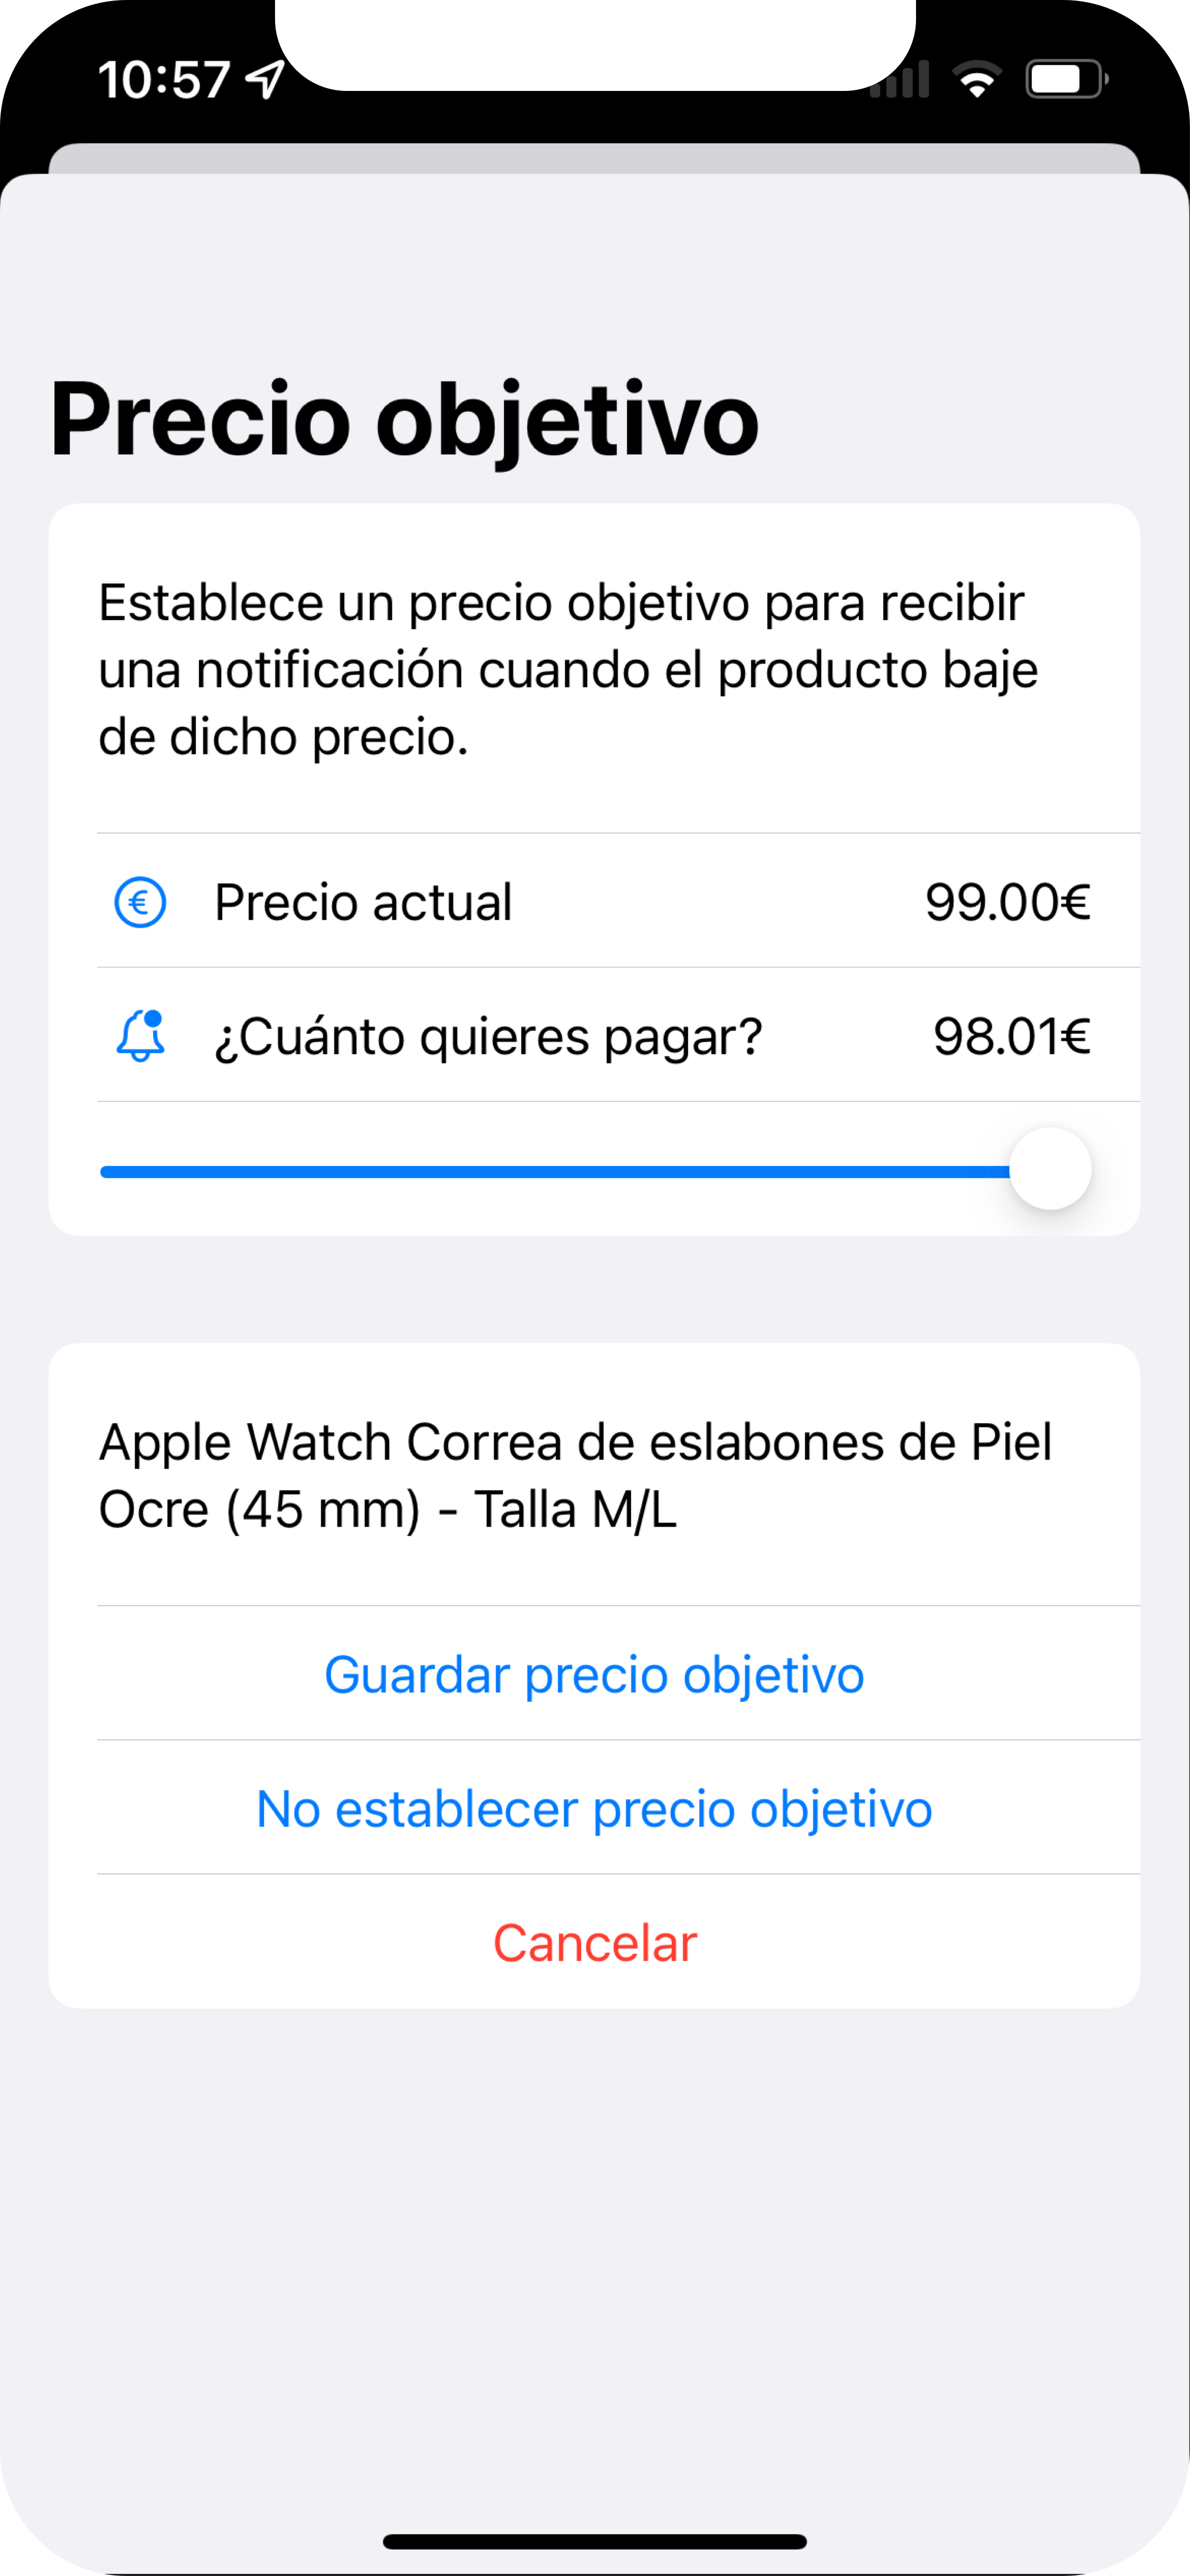 10:57
Precio objetivo
Establece un precio objetivo para recibir
una notificación cuando el producto baje
de dicho precio.
Precio actual 99.00€
¿Cuánto quieres pagar? 98.01€
Apple Watch Correa de eslabones de Piel
Ocre (45 mm) - Talla M/L
Guardar precio objetivo
No establecer precio objetivo
Cancelar